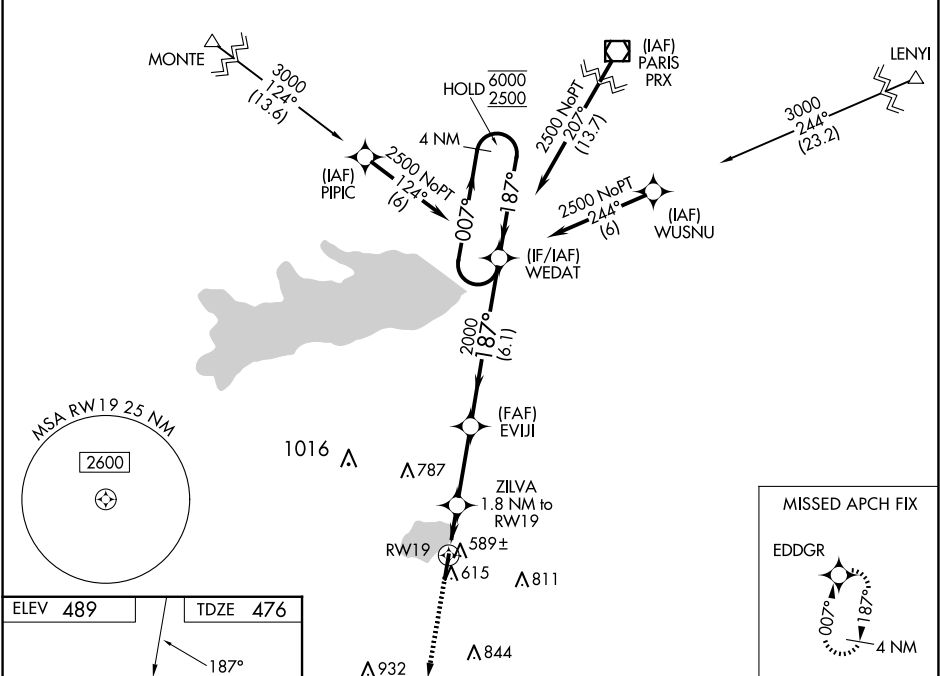 MONTE
3000
124°
(13.6)
(IAF)
PIPIC
2500 NoPT
124°
(6)
HOLD 6000
2500
4 NM
007°
187°
(IAF)
PARIS
PRX
2500 NoPT
207°
(13.7)
LENYI
3000
244°
(23.2)
(IAF)
WUSNU
2500 NoPT
244°
(6)
(IF/IAF)
WEDAT
2000
187°
(6.1)
(FAF)
EVIJI
ZILVA
1.8 NM to
RW19
RW19
1016
787
589±
615
811
844
932
MSA RW19 25 NM
2600
ELEV 489
TDZE 476
187°
MISSED APCH FIX
EDDGR
007°
187°
4 NM